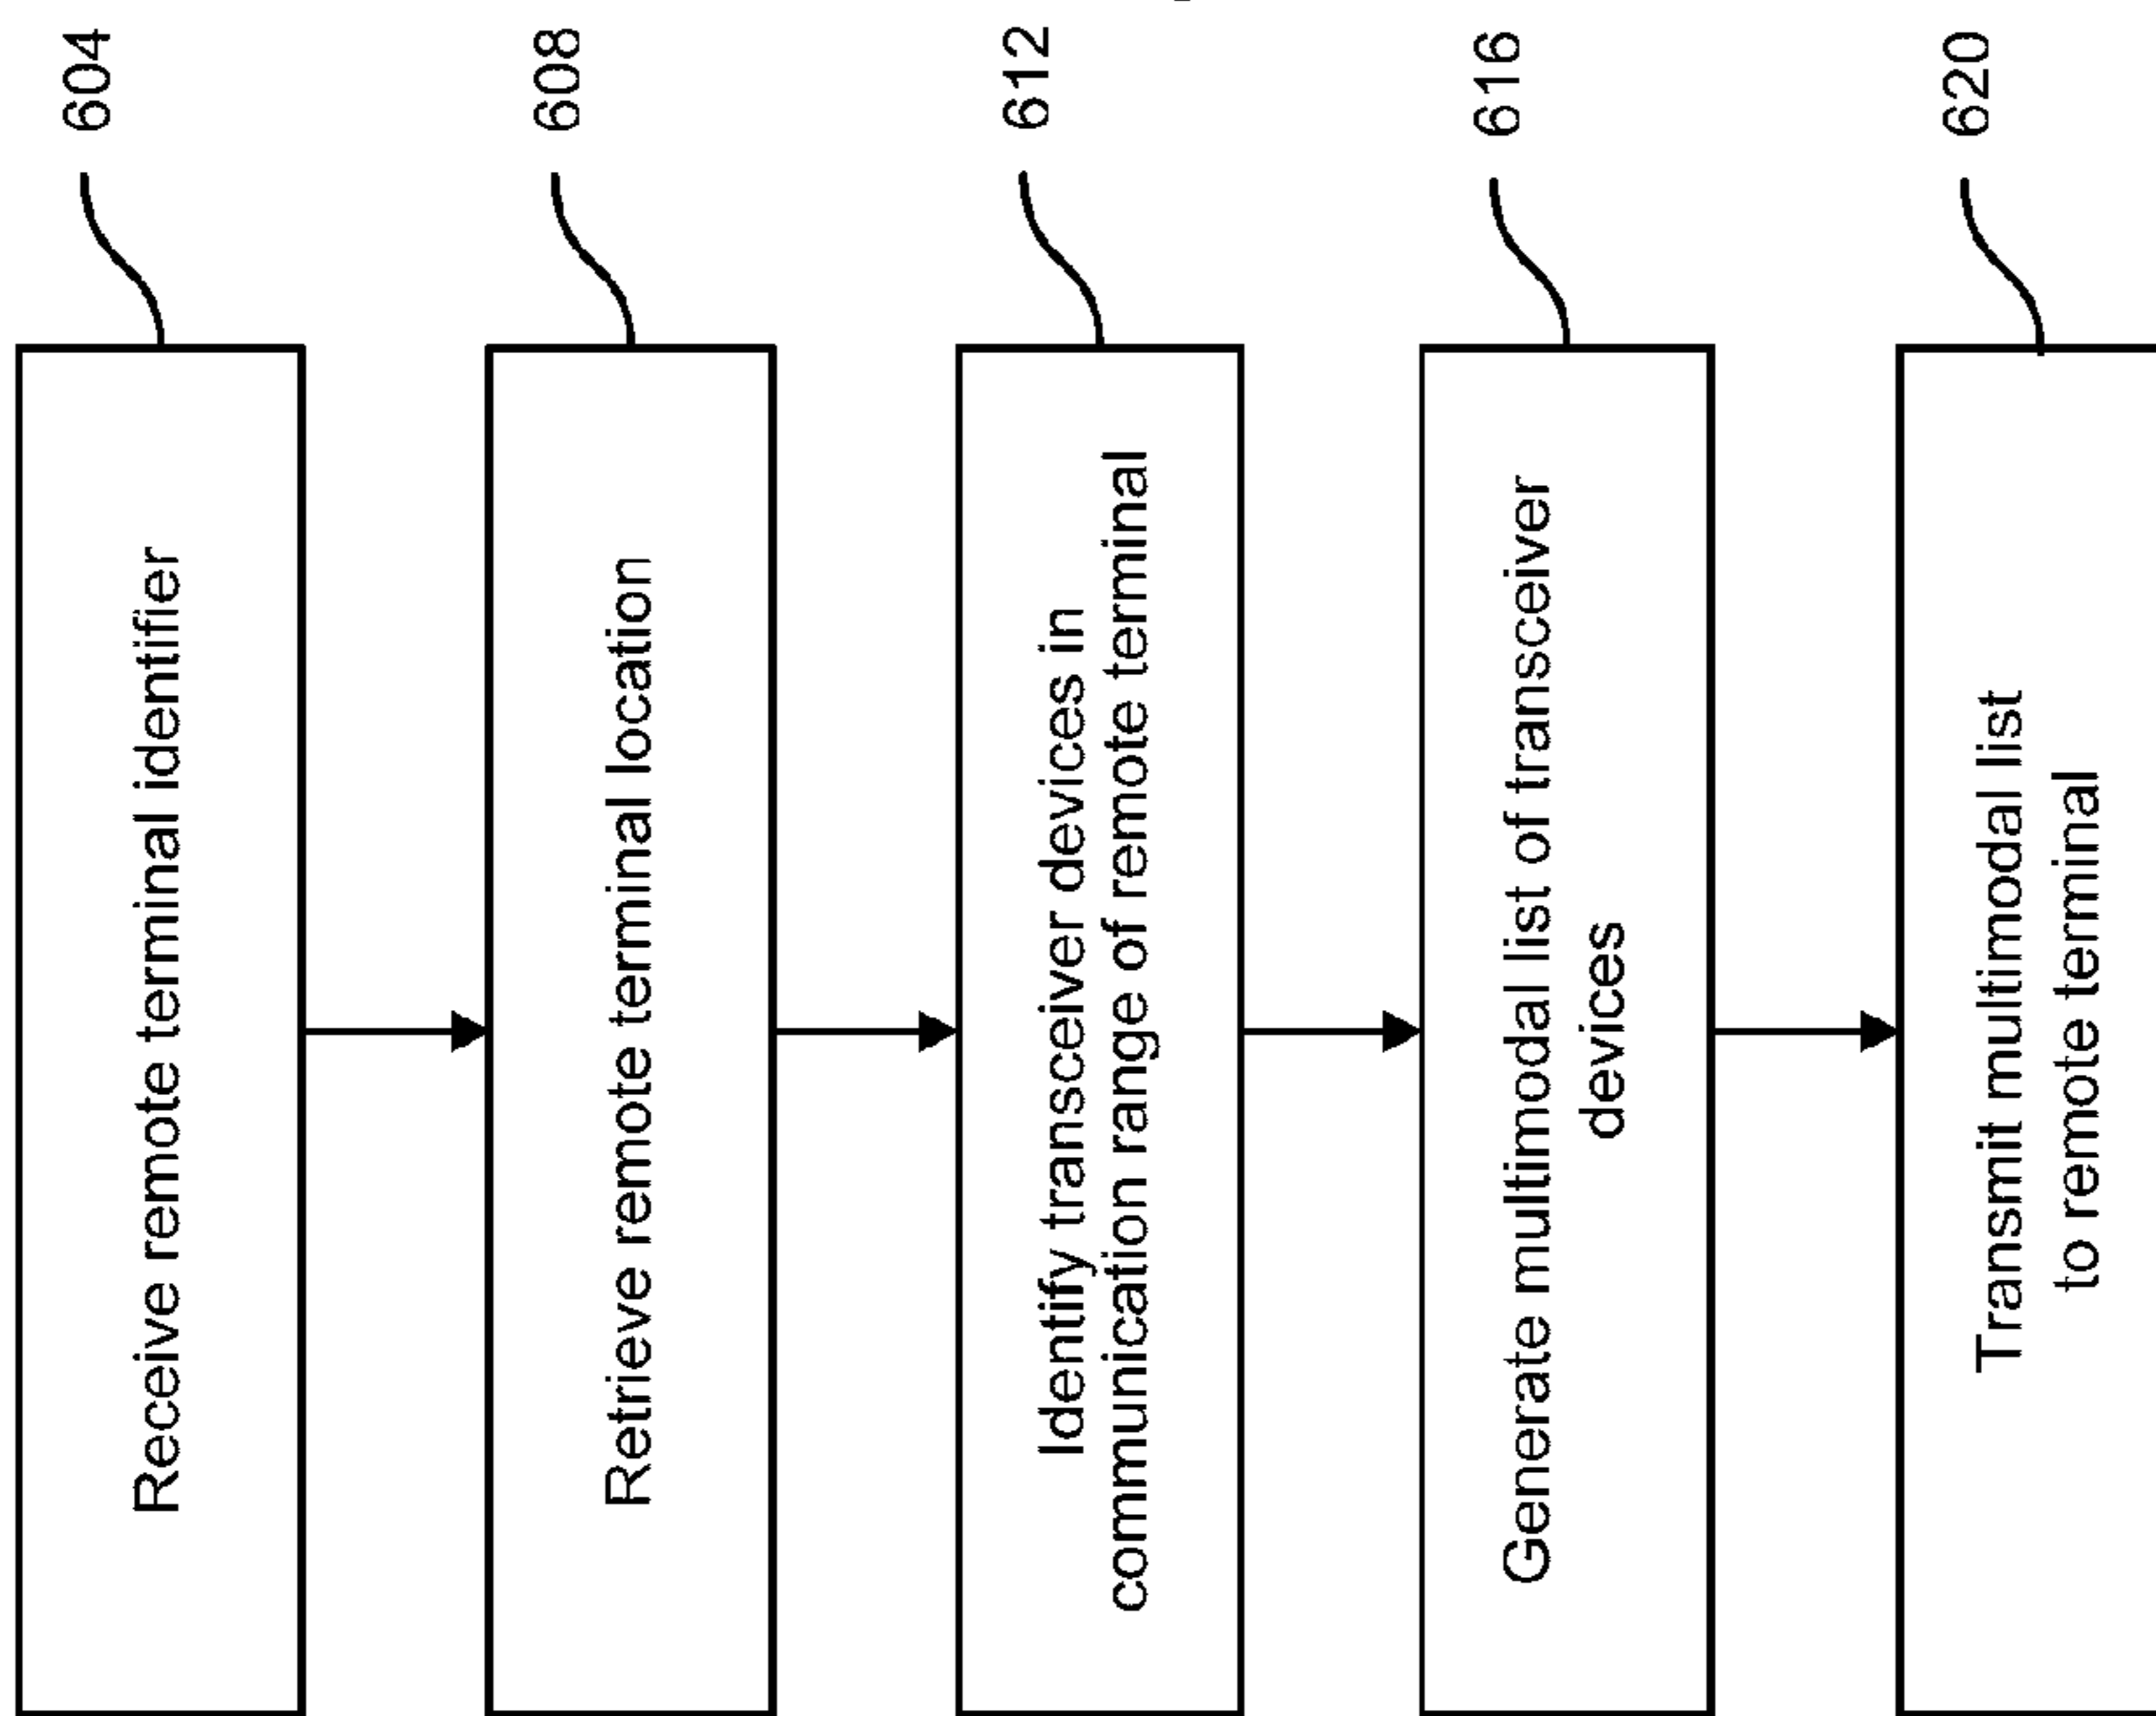 604
Receive remote terminal identifier
608
Retrieve remote terminal location
612
Identify transceiver devices in
communication range of remote terminal
616
Generate multimodal list of transceiver
devices
620
Transmit multimodal list
to remote terminal